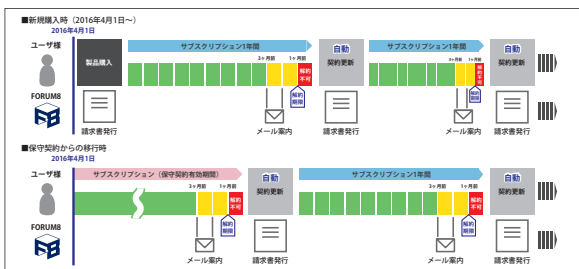 ■新規購入時（2016年4月1日～）
2016年4月1日
ユーザ様
FORUM8
製品購入
サブスクリプション1年間
3ヶ月前
1ヶ月前
解約不可
解約期限
自動
契約更新
サブスクリプション1年間
3ヶ月前
1ヶ月前
解約不可
解約期限
自動
契約更新
請求書発行
メール案内
請求書発行
メール案内
請求書発行
■保守契約からの移行時
2016年4月1日
ユーザ様
FORUM8
サブスクリプション（保守契約有効期間）
3ヶ月前
1ヶ月前
解約不可
解約期限
自動
契約更新
サブスクリプション1年間
3ヶ月前
1ヶ月前
解約不可
解約期限
自動
契約更新
メール案内
請求書発行
メール案内
請求書発行